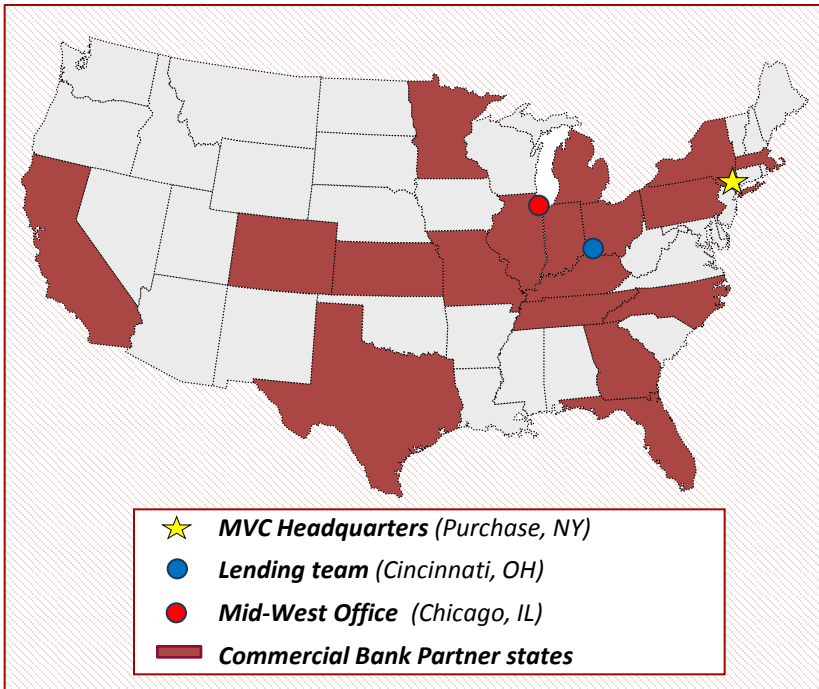 MVC Headquarters (Purchase, NY)
Lending team (Cincinnati, OH)
Mid-West Office (Chicago, IL)
Commercial Bank Partner states